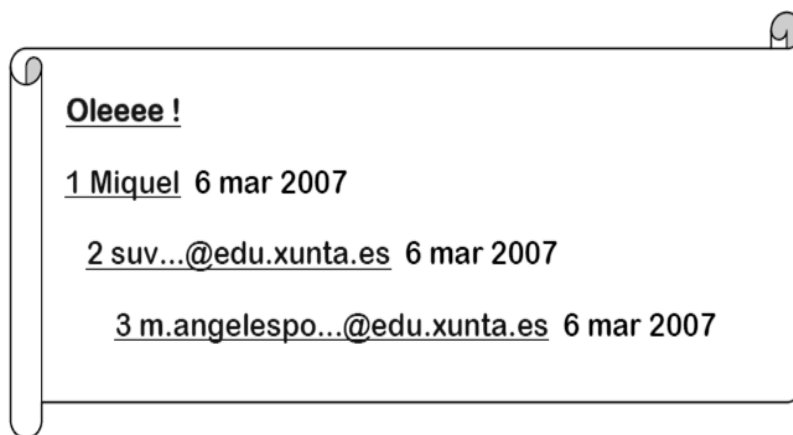 Oleeee !
1 Miquel 6 mar 2007
2 suv...@edu.xunta.es 6 mar 2007
3 m.angelespo...@edu.xunta.es 6 mar 2007